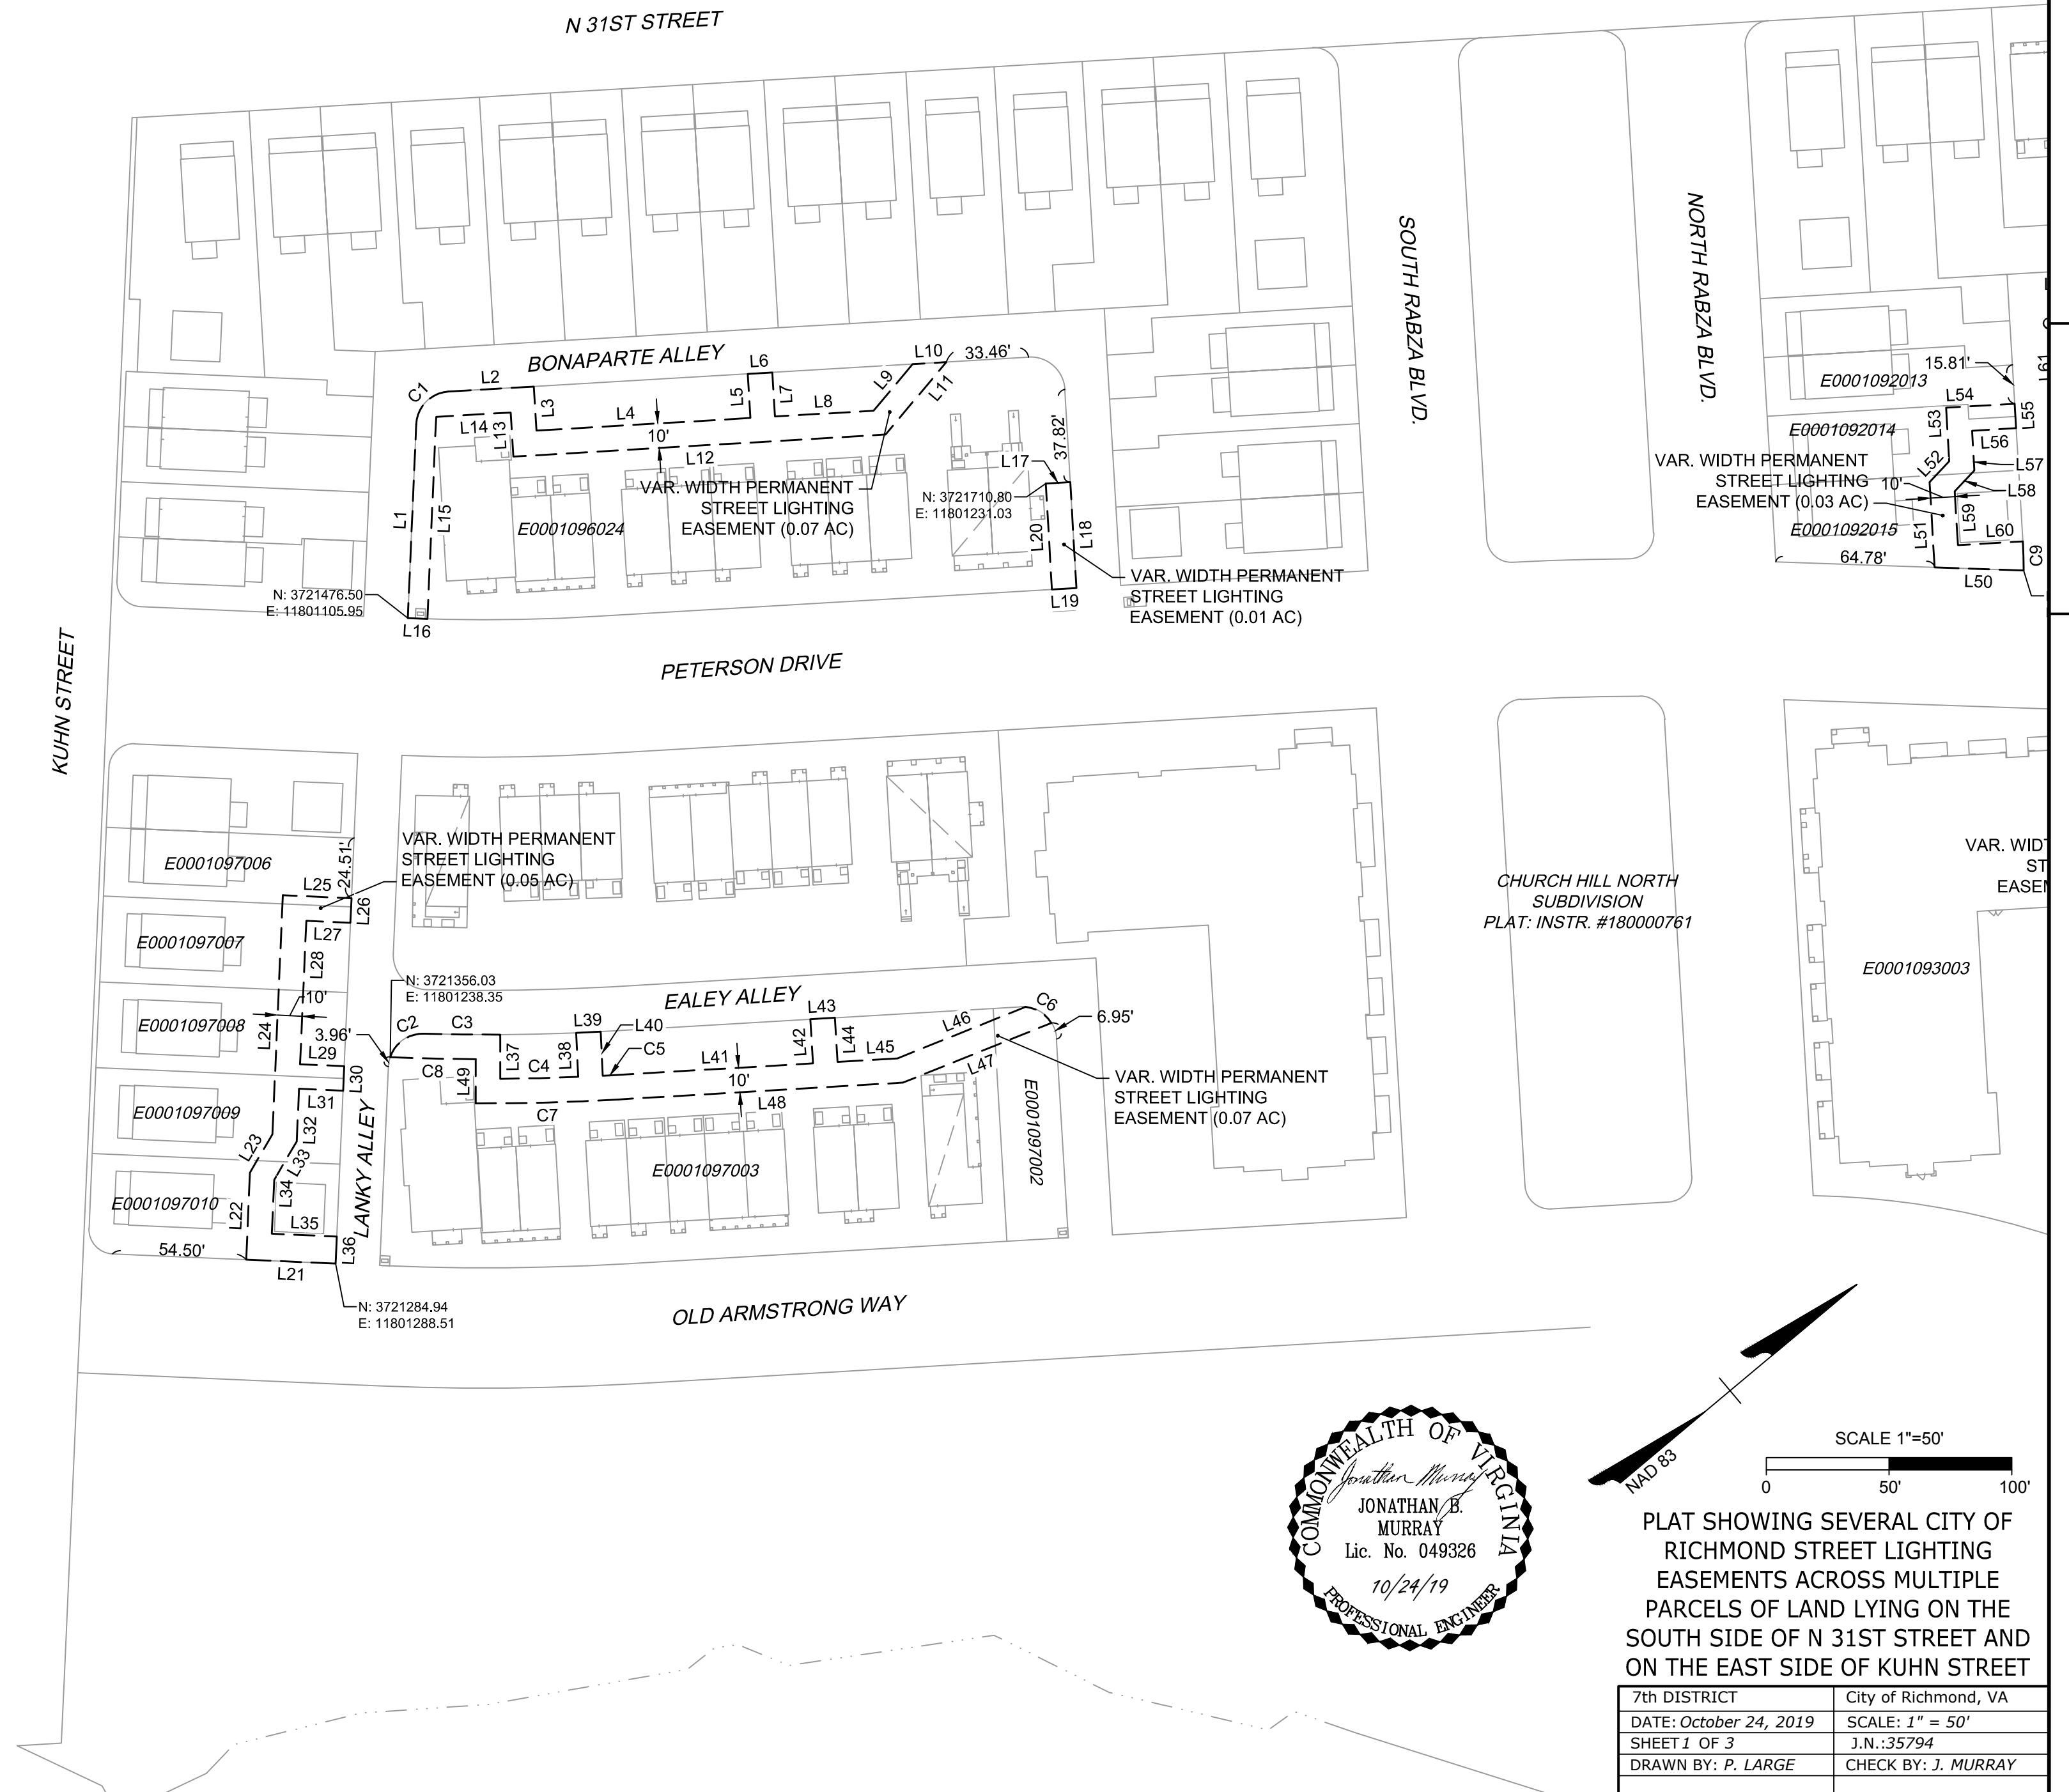 N 31ST STREET
SOUTH RABZA BLVD.
NORTH RABZA BLVD.
BONAPARTE ALLEY
C1
L2
L3
L4
L5
L6
L7
L8
L9
L10
L11
33.46'
37.82'
10'
L12
L13
L14
L15
L1
L16
L17
L18
L19
L20
VAR. WIDTH PERMANENT
STREET LIGHTING
EASEMENT (0.07 AC)
E0001096024
N: 3721710.80
E: 11801231.03
N: 3721476.50
E: 11801105.95
VAR. WIDTH PERMANENT
STREET LIGHTING
EASEMENT (0.01 AC)
15.81'
L61
E0001092013
L54
L53
L55
E0001092014
L56
L52
L57
VAR. WIDTH PERMANENT
STREET LIGHTING
EASEMENT (0.03 AC)
10'
L58
L59
E0001092015
L51
L60
C9
64.78'
L50
PETERSON DRIVE
KUHN STREET
VAR. WIDTH PERMANENT
STREET LIGHTING
EASEMENT (0.05 AC)
E0001097006
24.51'
L25
L26
L27
E0001097007
L28
10'
E0001097008
L24
L29
L30
L31
E0001097009
L32
L23
L33
L34
E0001097010
L22
L35
L36
54.50'
L21
LANKY ALLEY
N: 3721284.94
E: 11801288.51
N: 3721356.03
E: 11801238.35
3.96'
EALEY ALLEY
C2
C3
L37
C4
L38
L39
L40
C5
L41
10'
L42
L43
L44
L45
L46
C6
6.95'
L47
L48
C7
L49
C8
E0001097003
E0001097002
VAR. WIDTH PERMANENT
STREET LIGHTING
EASEMENT (0.07 AC)
CHURCH HILL NORTH
SUBDIVISION
PLAT: INSTR. #180000761
VAR. WIDT
ST
EASEN
E0001093003
OLD ARMSTRONG WAY
NAD 83
SCALE 1"=50'
0 50' 100'
COMMONWEALTH OF VIRGINIA
Jonathan Murray
JONATHAN B.
MURRAY
Lic. No. 049326
10/24/19
PROFESSIONAL ENGINEER
PLAT SHOWING SEVERAL CITY OF
RICHMOND STREET LIGHTING
EASEMENTS ACROSS MULTIPLE
PARCELS OF LAND LYING ON THE
SOUTH SIDE OF N 31ST STREET AND
ON THE EAST SIDE OF KUHN STREET
7th DISTRICT City of Richmond, VA
DATE: October 24, 2019 SCALE: 1" = 50'
SHEET 1 OF 3 J.N.:35794
DRAWN BY: P. LARGE CHECK BY: J. MURRAY